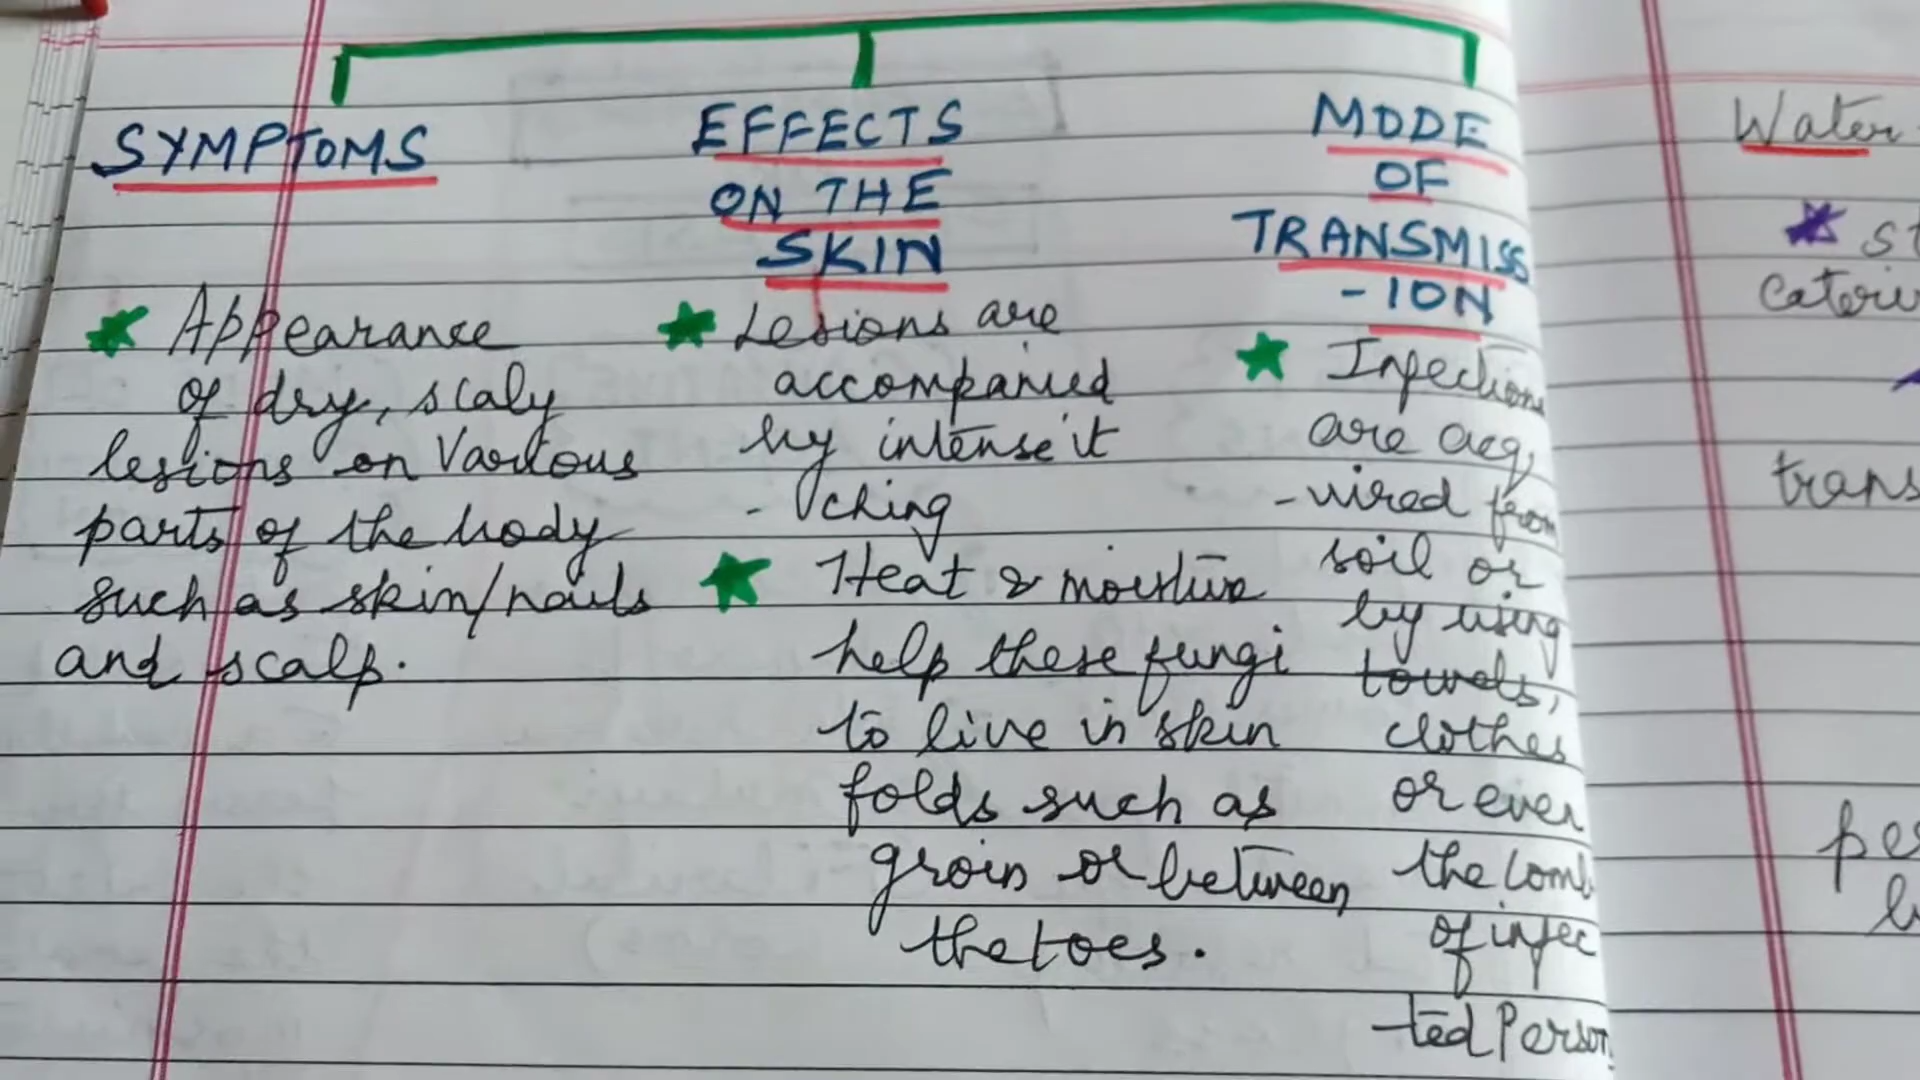 SYMPTOMS
★ Appearance
of dry, scaly
lesions on Various
parts of the body
such as skin/nails
and scalp.
EFFECTS
ON THE
SKIN
★ Lesions are
accompanied
by intense it
- ching
★ Heat & moisture
help these fungi
to live in skin
folds such as
groin or between
the toes.
MODE
OF
TRANSMISS
-ION
★ Infections
are acq
-uired from
soil or
by using
towels,
clothes
or even
the comb
of infec
-ted Person
Water
★
trans